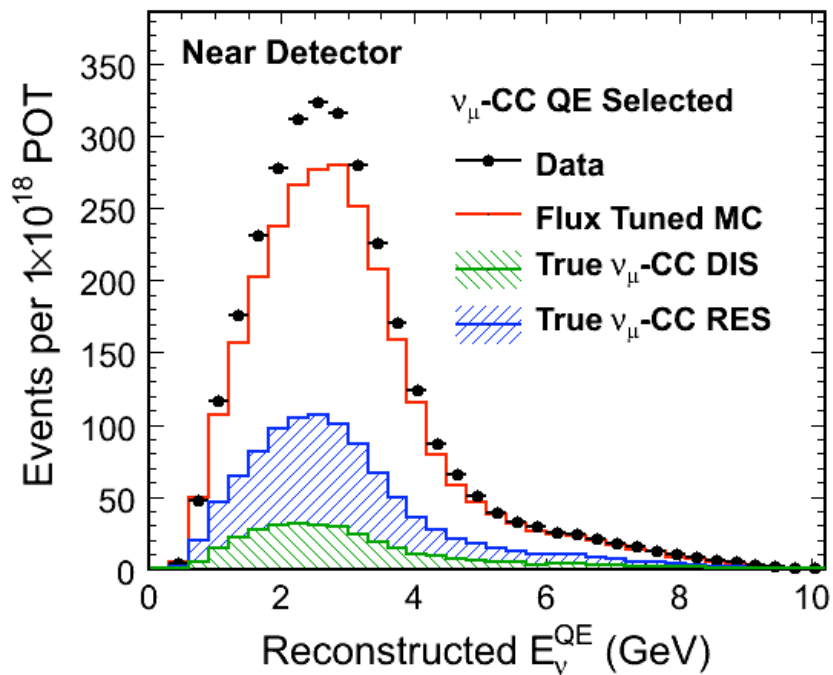 Near Detector
ν_μ-CC QE Selected
Data
Flux Tuned MC
True ν_μ-CC DIS
True ν_μ-CC RES
Events per 1×10^18 POT
350
300
250
200
150
100
50
0
0 2 4 6 8 10
Reconstructed E_ν^QE (GeV)